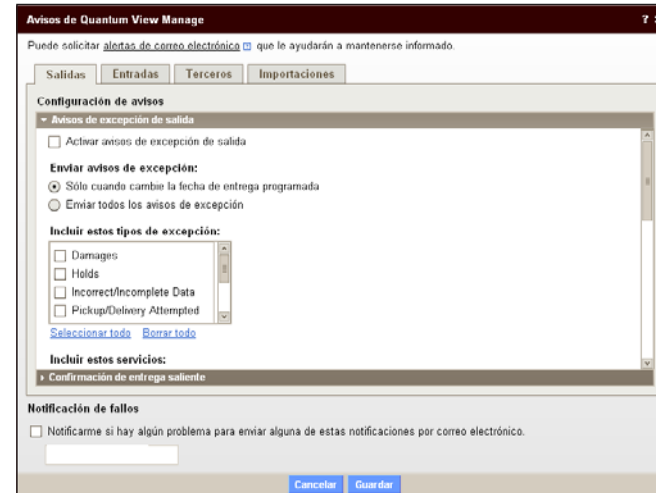 Avisos de Quantum View Manage ?
Puede solicitar alertas de correo electrónico que le ayudarán a mantenerse informado.
Salidas Entradas Terceros Importaciones
Configuración de avisos
Avisos de excepción de salida
Activar avisos de excepción de salida
Enviar avisos de excepción:
Sólo cuando cambie la fecha de entrega programada
Enviar todos los avisos de excepción
Incluir estos tipos de excepción:
Damages
Holds
Incorrect/Incomplete Data
Pickup/Delivery Attempted
Seleccionar todo Borrar todo
Incluir estos servicios:
Confirmación de entrega saliente
Notificación de fallos
Notificarme si hay algún problema para enviar alguna de estas notificaciones por correo electrónico.
Cancelar Guardar